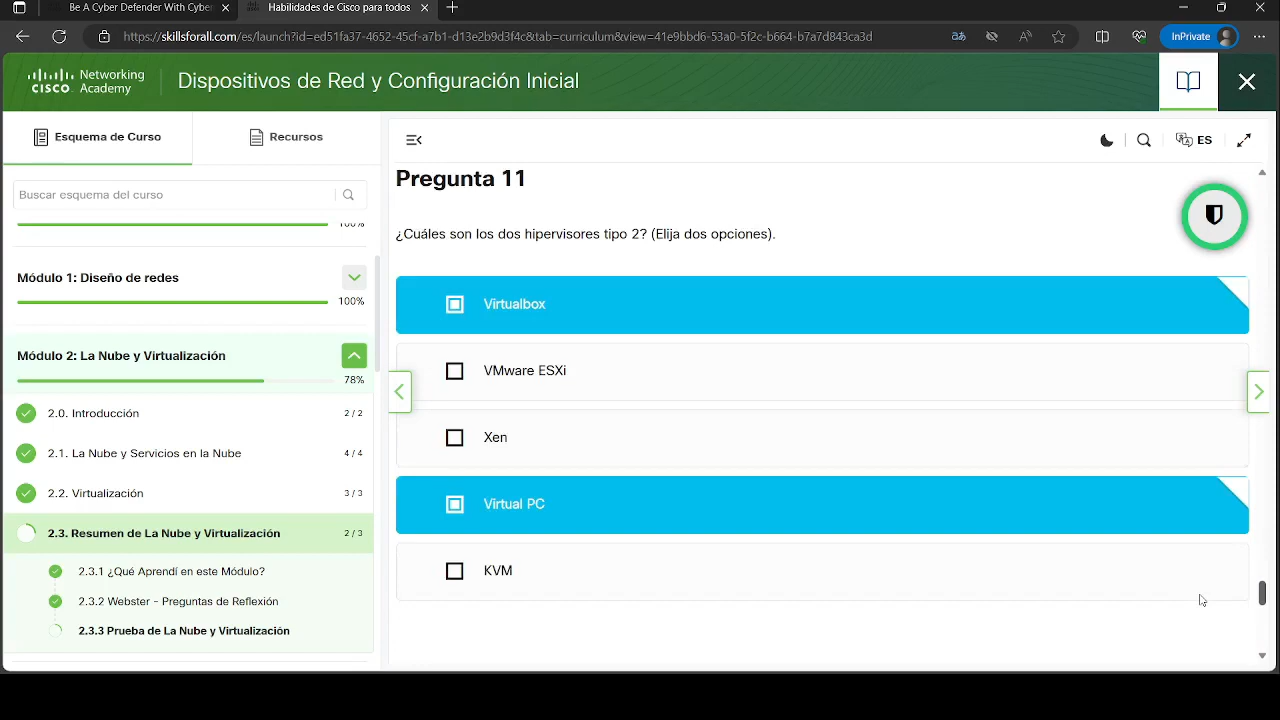 Be A Cyber Defender With Cyber
Habilidades de Cisco para todos
https://skillsforall.com/es/launch?id=ed51fa37-4652-45cf-a7b1-d13e2b9d3f4c8&tab=curriculum&view=41e9bbd6-53a0-5f2c-b664-b7a7d843ca3d
InPrivate
CISCO
Networking
Academy
Dispositivos de Red y Configuración Inicial
Esquema de Curso
Recursos
ES
Buscar esquema del curso
100%
Módulo 1: Diseño de redes
100%
Módulo 2: La Nube y Virtualización
78%
2.0. Introducción
2 / 2
2.1. La Nube y Servicios en la Nube
4 / 4
2.2. Virtualización
3 / 3
2.3. Resumen de La Nube y Virtualización
2 / 3
2.3.1 ¿Qué Aprendí en este Módulo?
2.3.2 Webster - Preguntas de Reflexión
2.3.3 Prueba de La Nube y Virtualización
Pregunta 11
¿Cuáles son los dos hipervisores tipo 2? (Elija dos opciones).
Virtualbox
VMware ESXi
Xen
Virtual PC
KVM